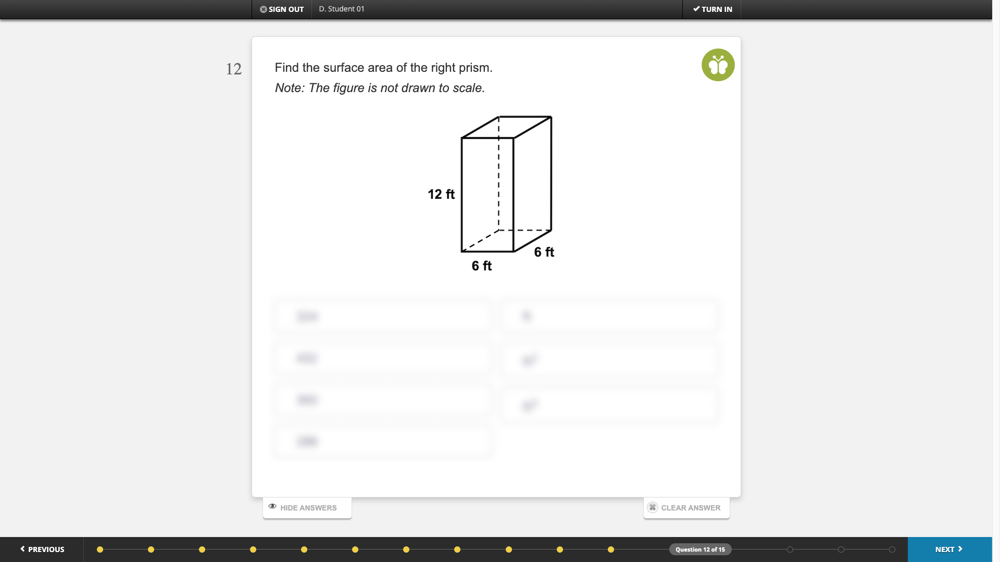 SIGN OUT
D. Student 01
TURN IN
12
Find the surface area of the right prism.
Note: The figure is not drawn to scale.
12 ft
6 ft
6 ft
HIDE ANSWERS
CLEAR ANSWER
PREVIOUS
Question 12 of 15
NEXT